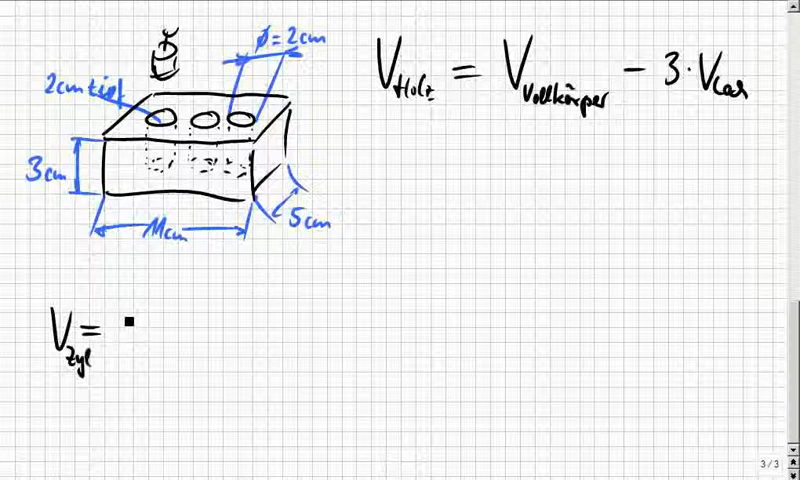 Ø = 2cm
2cm tief
V_Holz = V_Vollkörper - 3 · V_Loch
3cm
11cm
5cm
V_Zyl =
3 / 3